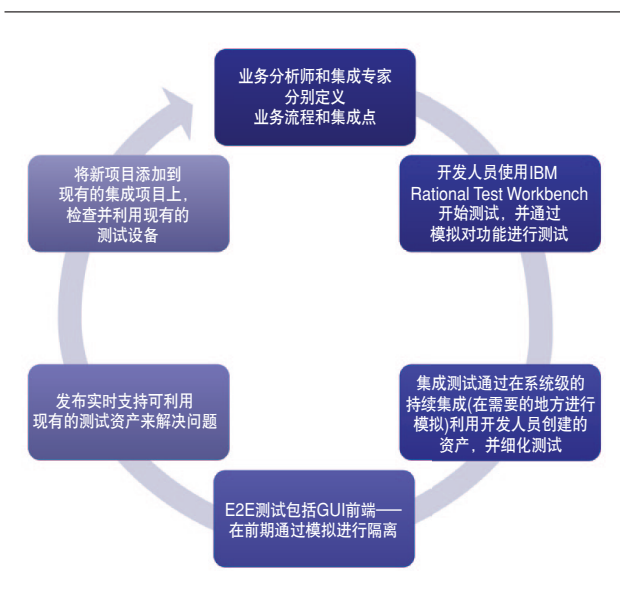 业务分析师和集成专家
分别定义
业务流程和集成点
开发人员使用IBM
Rational Test Workbench
开始测试，并通过
模拟对功能进行测试
集成测试通过在系统级的
持续集成(在需要的地方进行
模拟)利用开发人员创建的
资产，并细化测试
E2E测试包括GUI前端——
在前期通过模拟进行隔离
发布实时支持可利用
现有的测试资产来解决问题
将新项目添加到
现有的集成项目上，
检查并利用现有的
测试设备